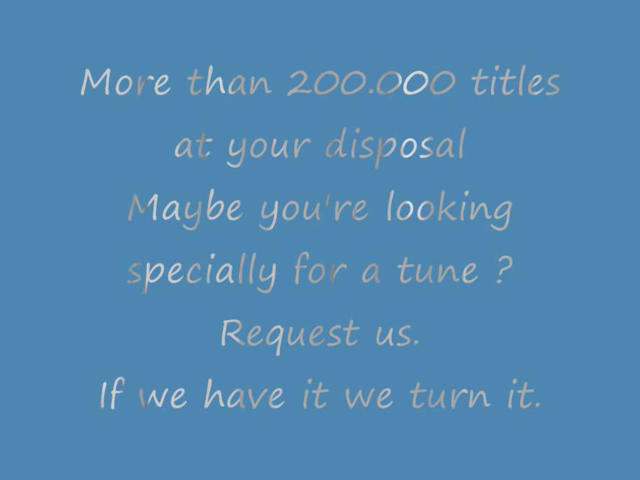 More than 200.000 titles
at your disposal
Maybe you're looking
specially for a tune ?
Request us.
If we have it we turn it.